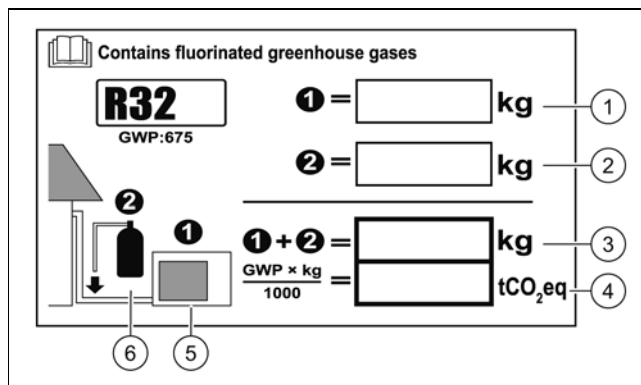 Contains fluorinated greenhouse gases
R32
GWP:675
❶ = kg
1
❷ = kg
2
❶+❷ = kg
3
GWP × kg
1000
= tCO₂eq
4
❷
❶
6
5